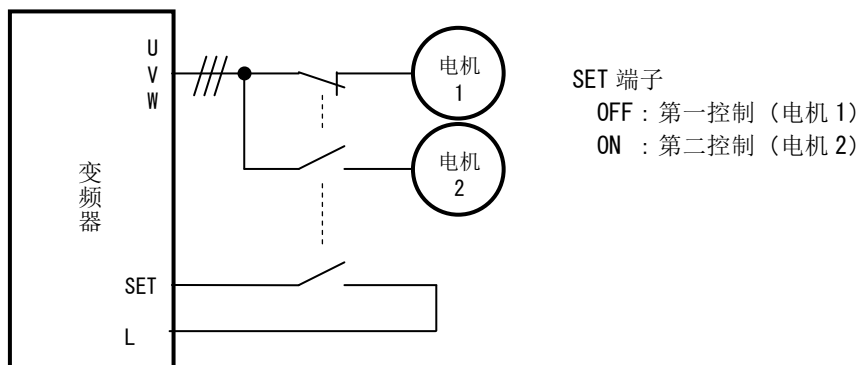 U
V
W
变频器
SET
L
电机
1
电机
2
SET 端子
OFF：第一控制（电机 1）
ON ：第二控制（电机 2）